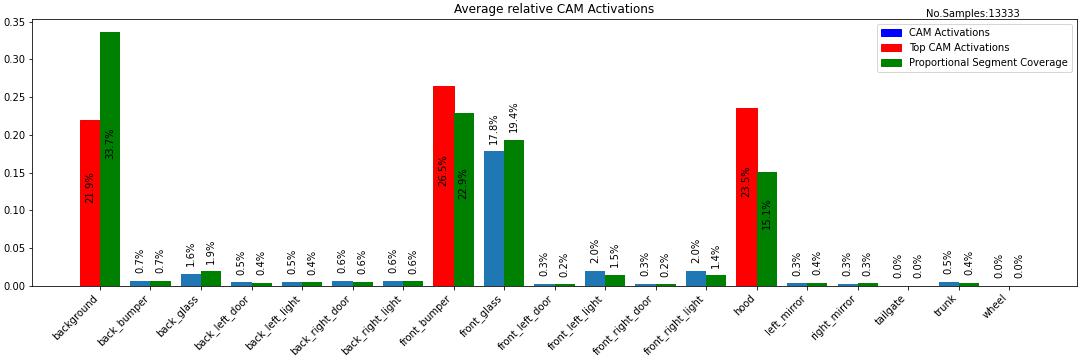 Average relative CAM Activations
No.Samples:13333
CAM Activations
Top CAM Activations
Proportional Segment Coverage
0.35
0.30
0.25
0.20
0.15
0.10
0.05
0.00
21.9%
33.7%
0.7%
0.7%
1.6%
1.9%
0.5%
0.4%
0.5%
0.4%
0.6%
0.6%
0.6%
0.6%
26.5%
22.9%
17.8%
19.4%
0.3%
0.2%
2.0%
1.5%
0.3%
0.2%
2.0%
1.4%
23.5%
15.1%
0.3%
0.4%
0.3%
0.3%
0.0%
0.0%
0.5%
0.4%
0.0%
0.0%
background
back_bumper
back_glass
back_left_door
back_left_light
back_right_door
back_right_light
front_bumper
front_glass
front_left_door
front_left_light
front_right_door
front_right_light
hood
left_mirror
right_mirror
tailgate
trunk
wheel